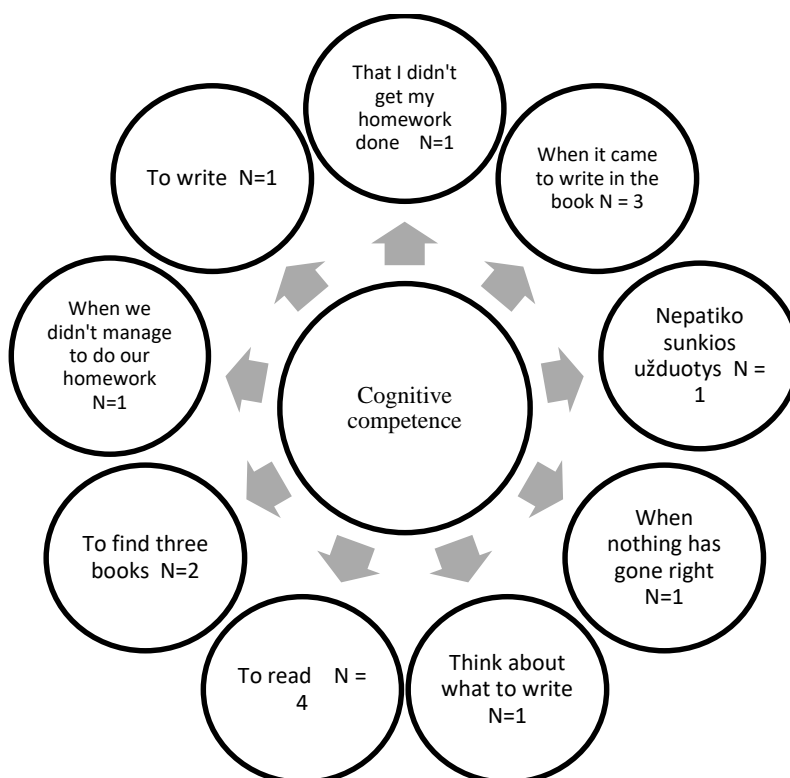 That I didn't
get my
homework
done N=1
When it came
to write in the
book N = 3
Nepatiko
sunkios
užduotys N =
1
When
nothing has
gone right
N=1
Think about
what to write
N=1
To read N =
4
To find three
books N=2
When we
didn't manage
to do our
homework
N=1
To write N=1
Cognitive
competence